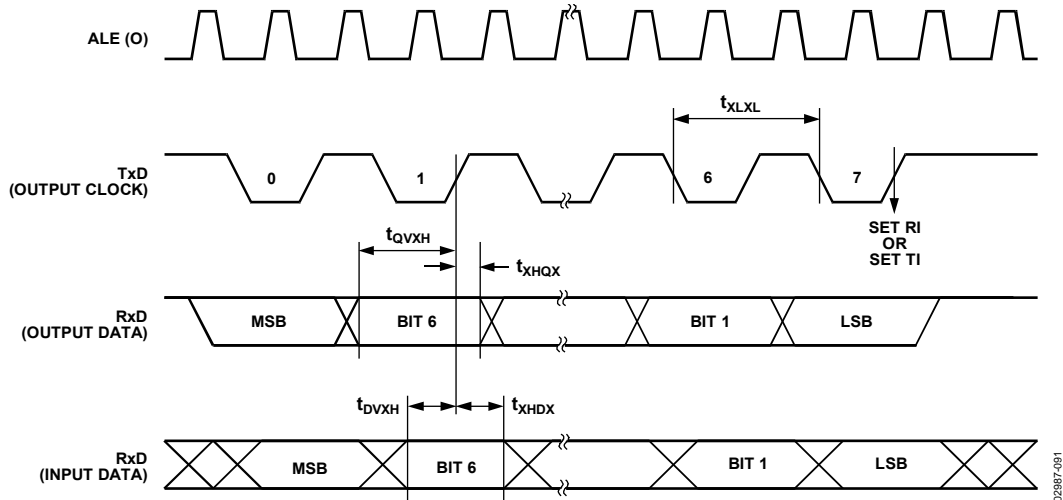 ALE (O)
t_XLXL
TxD
(OUTPUT CLOCK)
0
1
6
7
SET RI
OR
SET TI
t_QVXH
t_XHQX
RxD
(OUTPUT DATA)
MSB
BIT 6
BIT 1
LSB
t_DVXH
t_XHDX
RxD
(INPUT DATA)
MSB
BIT 6
BIT 1
LSB
02987-091